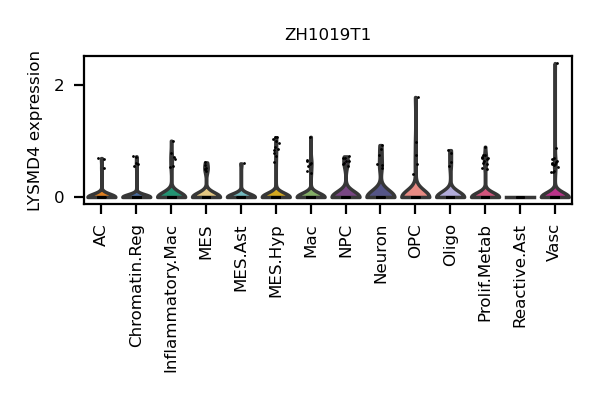 ZH1019T1
LYSMD4 expression
2
0
AC
Chromatin.Reg
Inflammatory.Mac
MES
MES.Ast
MES.Hyp
Mac
NPC
Neuron
OPC
Oligo
Prolif.Metab
Reactive.Ast
Vasc